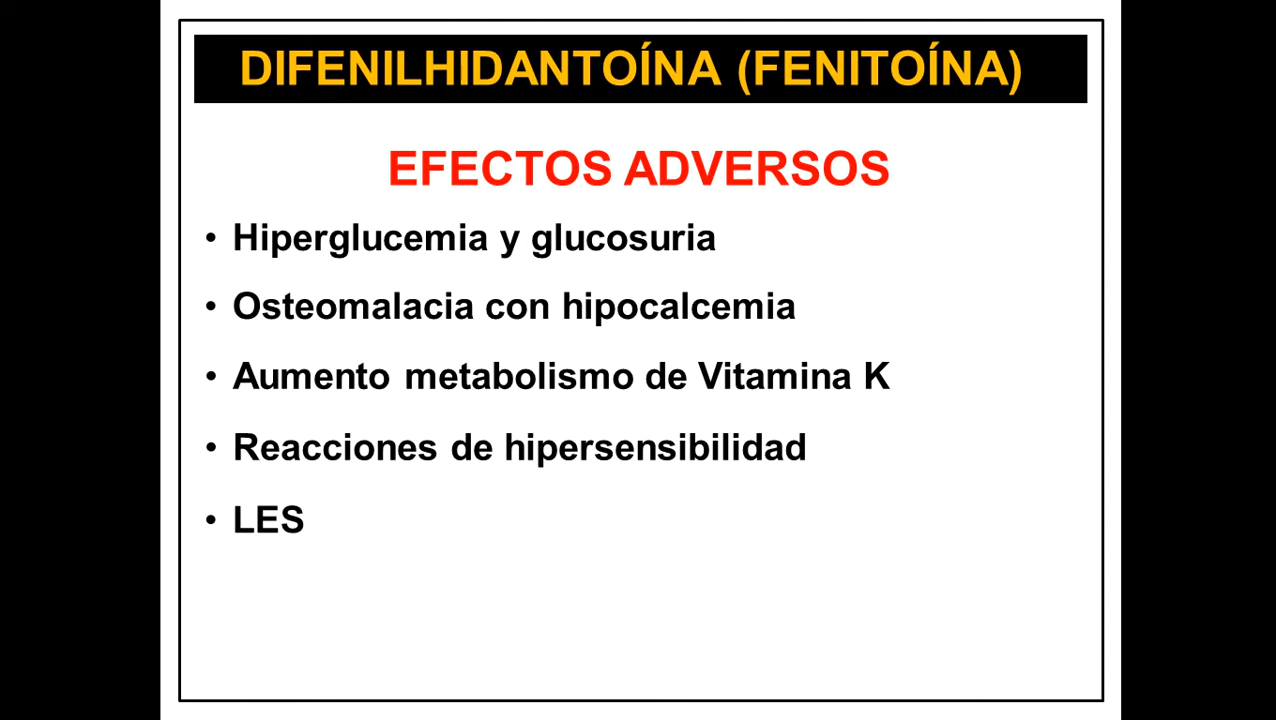 DIFENILHIDANTOÍNA (FENITOÍNA)
EFECTOS ADVERSOS
• Hiperglucemia y glucosuria
• Osteomalacia con hipocalcemia
• Aumento metabolismo de Vitamina K
• Reacciones de hipersensibilidad
• LES